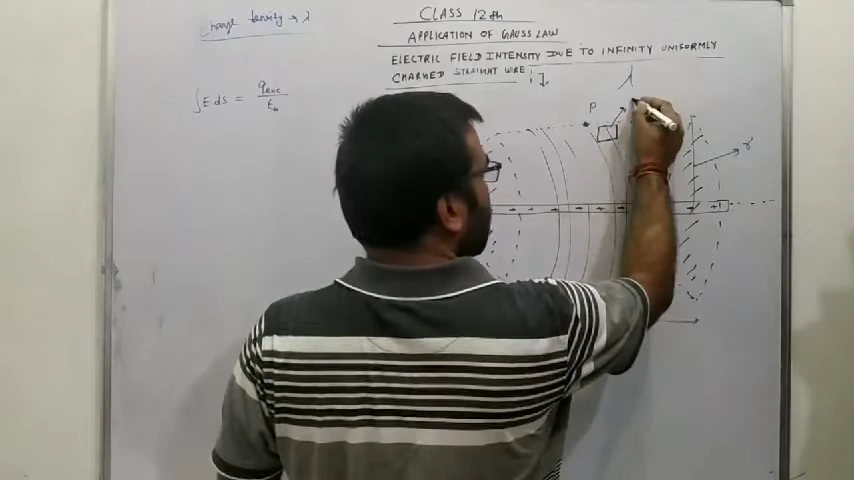 CLASS 12th
APPLICATION OF GAUSS LAW
ELECTRIC FIELD INTENSITY DUE TO INFINITY UNIFORMLY
CHARGED STRAIGHT WIRE :].
Charge density → λ
∫E ds = qenc / ε₀
λ
P
r